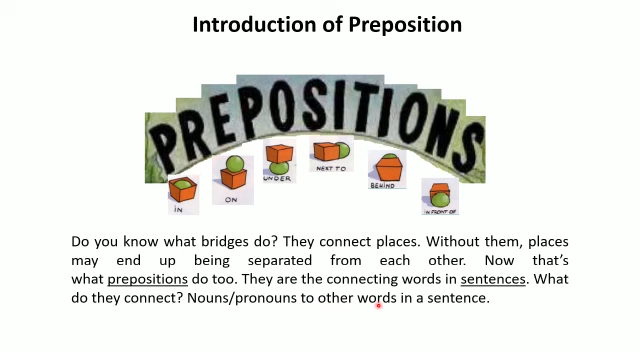 Introduction of Preposition
PREPOSITIONS
IN
ON
UNDER
NEXT TO
BEHIND
IN FRONT OF
Do you know what bridges do? They connect places. Without them, places
may end up being separated from each other. Now that's
what prepositions do too. They are the connecting words in sentences. What
do they connect? Nouns/pronouns to other words in a sentence.